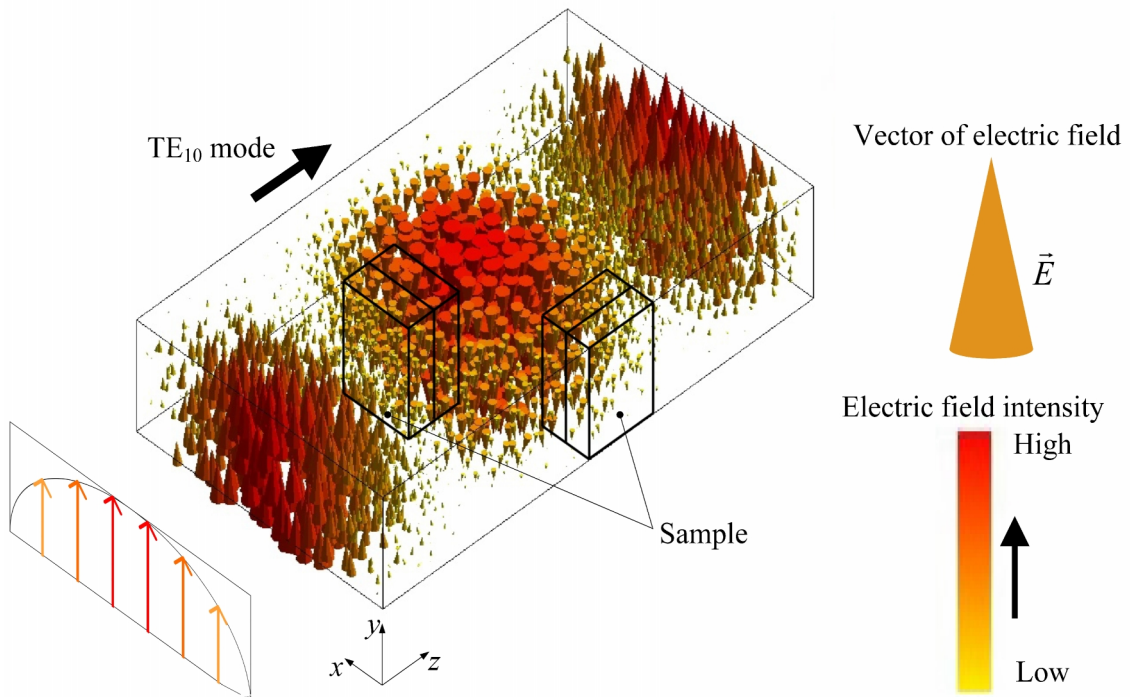 TE₁₀ mode
Vector of electric field
E⃗
Electric field intensity
High
Low
Sample
y
x
z